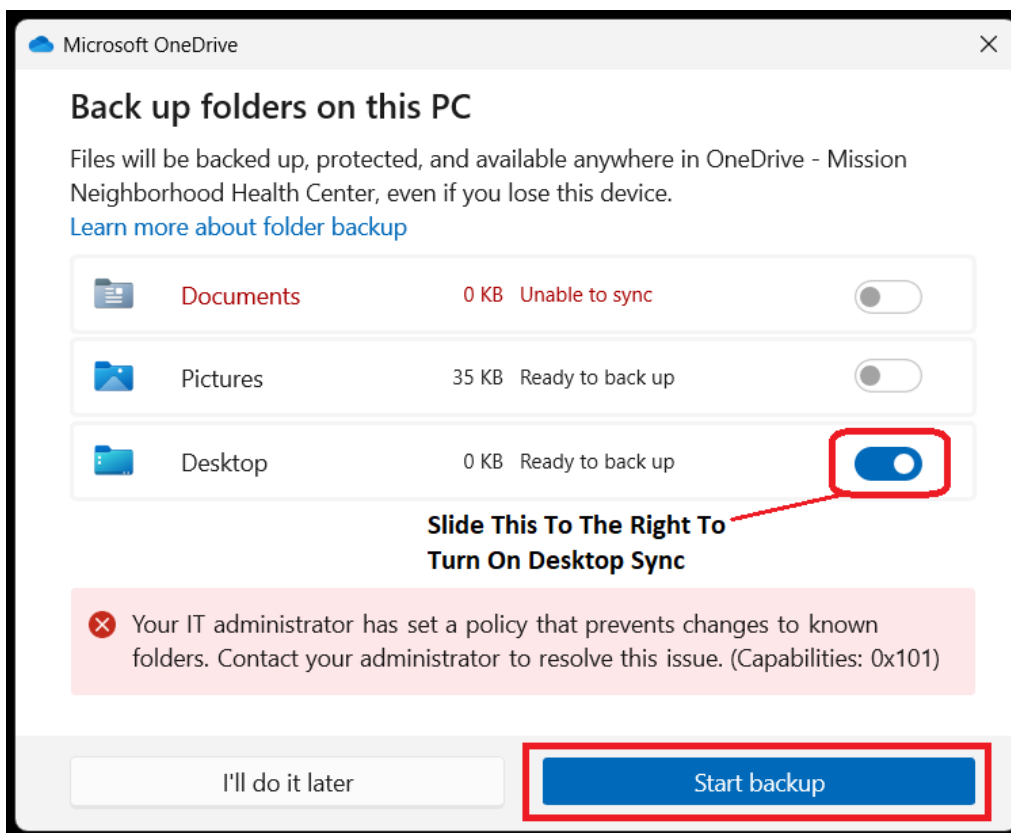 Microsoft OneDrive
Back up folders on this PC
Files will be backed up, protected, and available anywhere in OneDrive - Mission
Neighborhood Health Center, even if you lose this device.
Learn more about folder backup
Documents 0 KB Unable to sync
Pictures 35 KB Ready to back up
Desktop 0 KB Ready to back up
Slide This To The Right To
Turn On Desktop Sync
Your IT administrator has set a policy that prevents changes to known
folders. Contact your administrator to resolve this issue. (Capabilities: 0x101)
I'll do it later Start backup